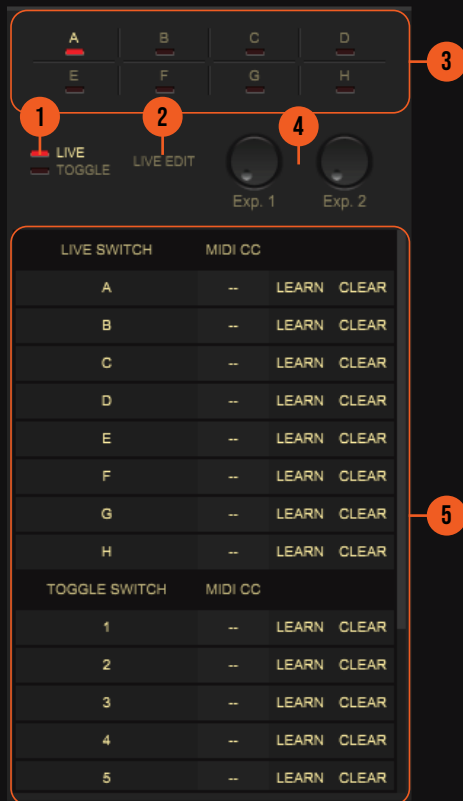 A B C D
E F G H
3
1 2 4
LIVE
TOGGLE
LIVE EDIT
Exp. 1 Exp. 2
LIVE SWITCH MIDI CC
A -- LEARN CLEAR
B -- LEARN CLEAR
C -- LEARN CLEAR
D -- LEARN CLEAR
E -- LEARN CLEAR
F -- LEARN CLEAR
G -- LEARN CLEAR
H -- LEARN CLEAR
5
TOGGLE SWITCH MIDI CC
1 -- LEARN CLEAR
2 -- LEARN CLEAR
3 -- LEARN CLEAR
4 -- LEARN CLEAR
5 -- LEARN CLEAR